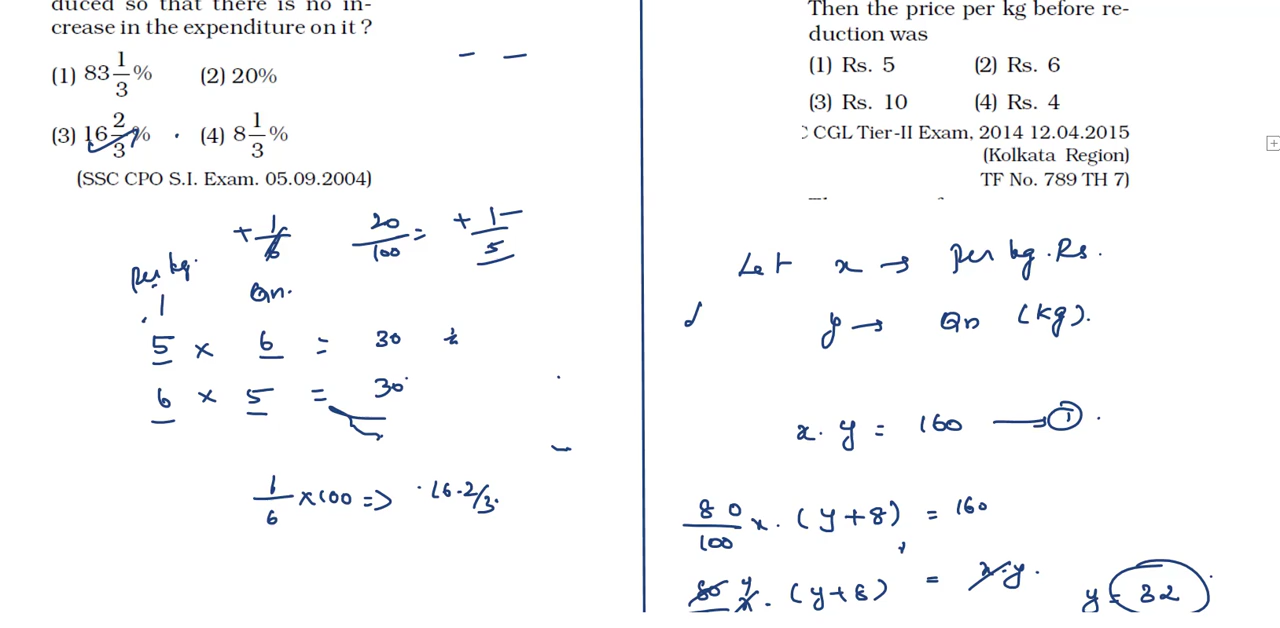 duced so that there is no in-
crease in the expenditure on it ?
(1) 83 1/3 % (2) 20%
(3) 16 2/3 % (4) 8 1/3 %
(SSC CPO S.I. Exam. 05.09.2004)
+ 1/6 20/100 = + 1/5
per kg. Qn.
1
5 × 6 = 30
6 × 5 = 30
1/6 × 100 => 16-2/3.
Then the price per kg before re-
duction was
(1) Rs. 5 (2) Rs. 6
(3) Rs. 10 (4) Rs. 4
CGL Tier-II Exam, 2014 12.04.2015
(Kolkata Region)
TF No. 789 TH 7)
Let x → per kg. Rs.
y → Qn (kg).
x. y = 160 — ①.
80/100 x. (y+8) = 160
80 4/x. (y+8) = x.y. y = 32